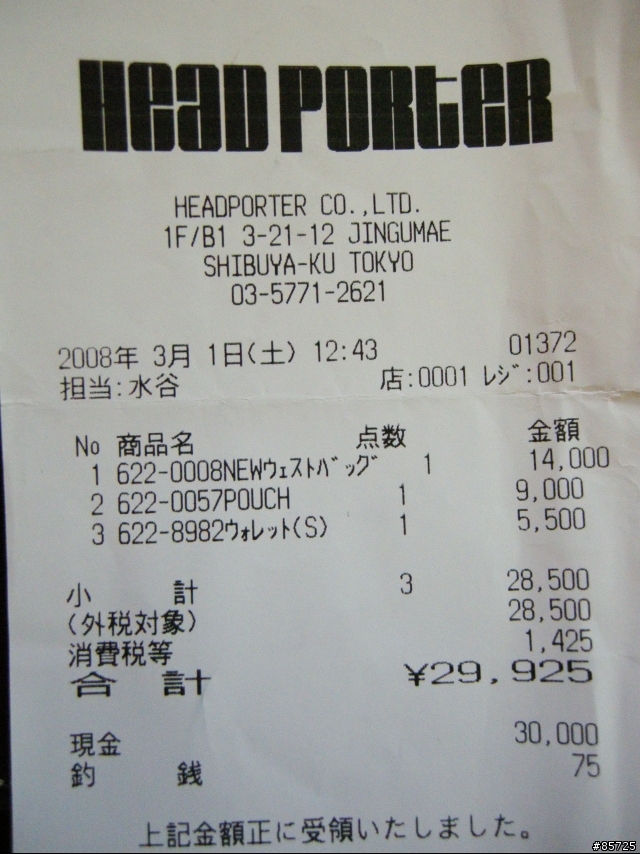 HEAD PORTER
HEADPORTER CO.,LTD.
1F/B1 3-21-12 JINGUMAE
SHIBUYA-KU TOKYO
03-5771-2621
2008年 3月 1日(土) 12:43 01372
担当:水谷 店:0001 ﾚｼﾞ:001
No 商品名 点数 金額
1 622-0008NEWｳｪｽﾄﾊﾞｯｸﾞ 1 14,000
2 622-0057POUCH 1 9,000
3 622-8982ｳｫﾚｯﾄ(S) 1 5,500
小計 3 28,500
(外税対象) 28,500
消費税等 1,425
合計 ¥29,925
現金 30,000
釣銭 75
上記金額正に受領いたしました。
#85725